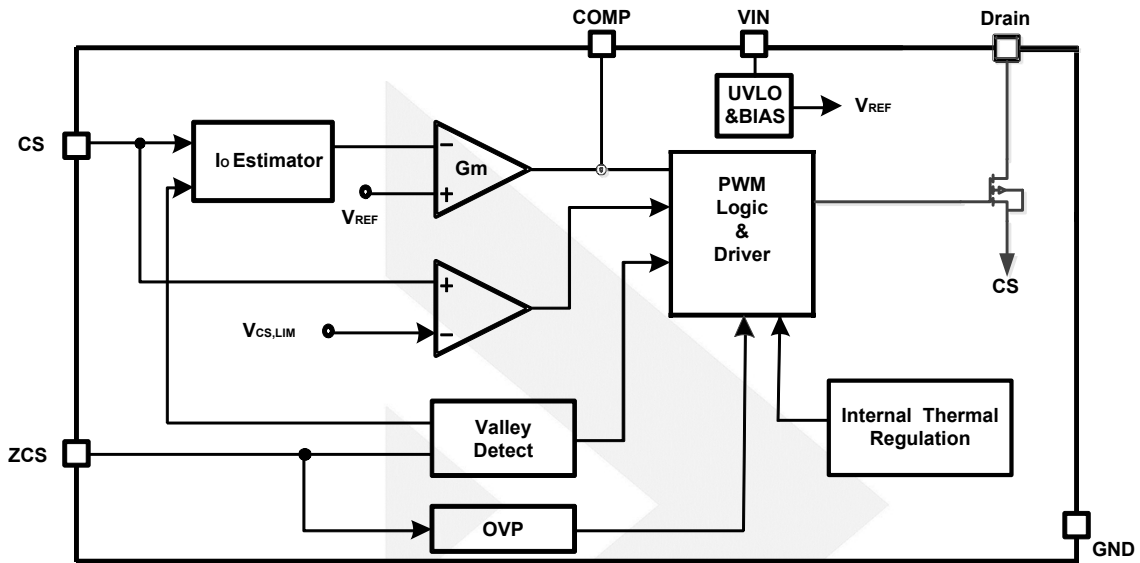 COMP
VIN
Drain
UVLO
&BIAS
VREF
CS
IO Estimator
−
Gm
+
VREF
PWM
Logic
&
Driver
CS
+
VCS,LIM
−
Valley
Detect
Internal Thermal
Regulation
ZCS
OVP
GND